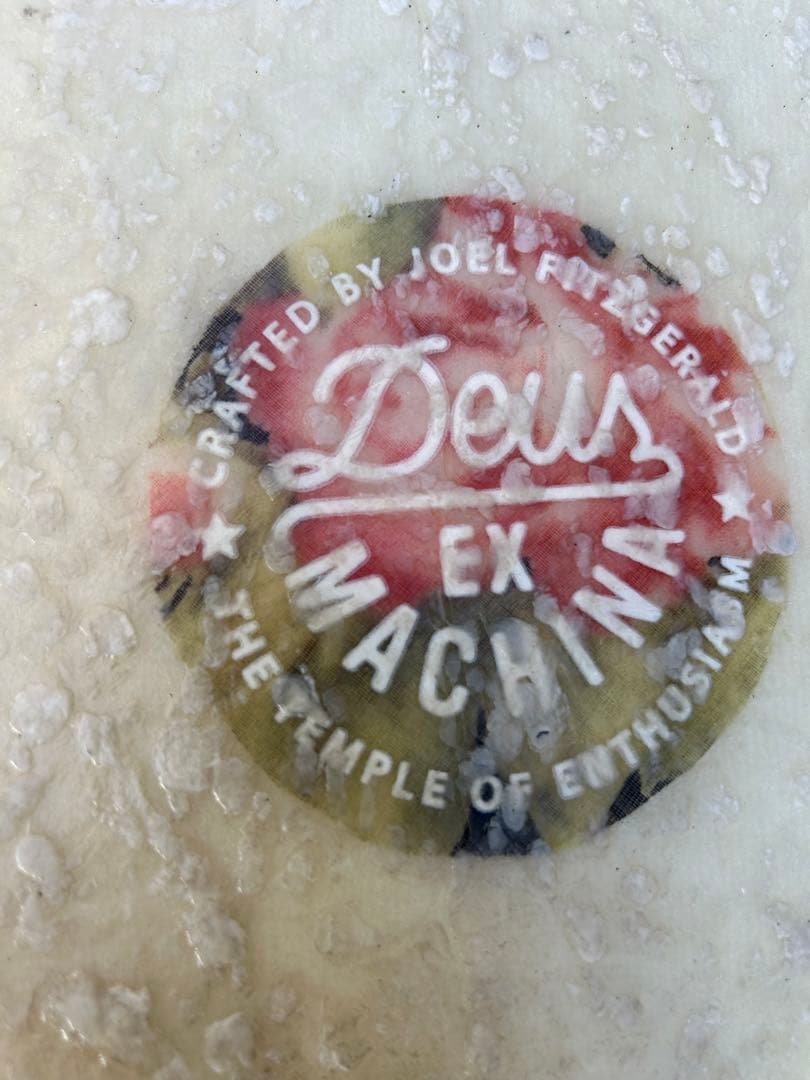 CRAFTED BY JOEL FITZGERALD
Deus
EX
MACHINA
THE TEMPLE OF ENTHUSIASM